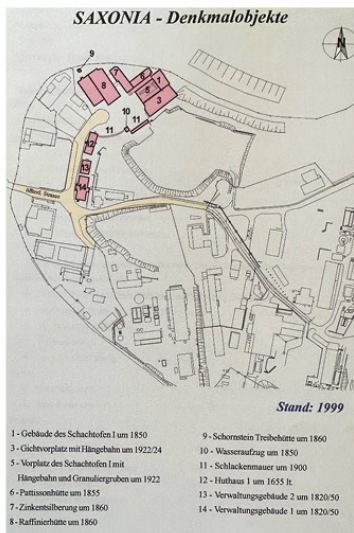 SAXONIA - Denkmalobjekte
N
9
7
6
1
8
5
3
10
11
11
12
13
14
Stand: 1999
1 - Gebäude des Schachtofen I um 1850
3 - Gichtvorplatz mit Hängebahn um 1922/24
5 - Vorplatz des Schachtofen I mit
Hängebahn und Granuliergruben um 1922
6 - Pattissonhütte um 1855
7 - Zinkentsilberung um 1860
8 - Raffinierhütte um 1860
9 - Schornstein Treibehütte um 1860
10 - Wasseraufzug um 1850
11 - Schlackenmauer um 1900
12 - Huthaus 1 um 1655 lt.
13 - Verwaltungsgebäude 2 um 1820/50
14 - Verwaltungsgebäude 1 um 1820/50